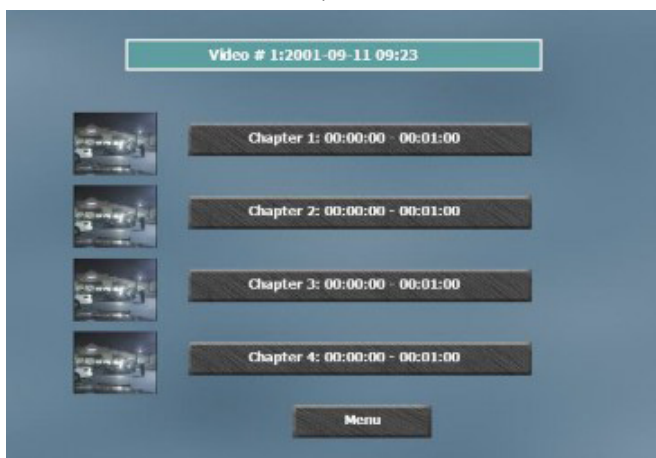 Video # 1:2001-09-11 09:23
Chapter 1: 00:00:00 - 00:01:00
Chapter 2: 00:00:00 - 00:01:00
Chapter 3: 00:00:00 - 00:01:00
Chapter 4: 00:00:00 - 00:01:00
Menu